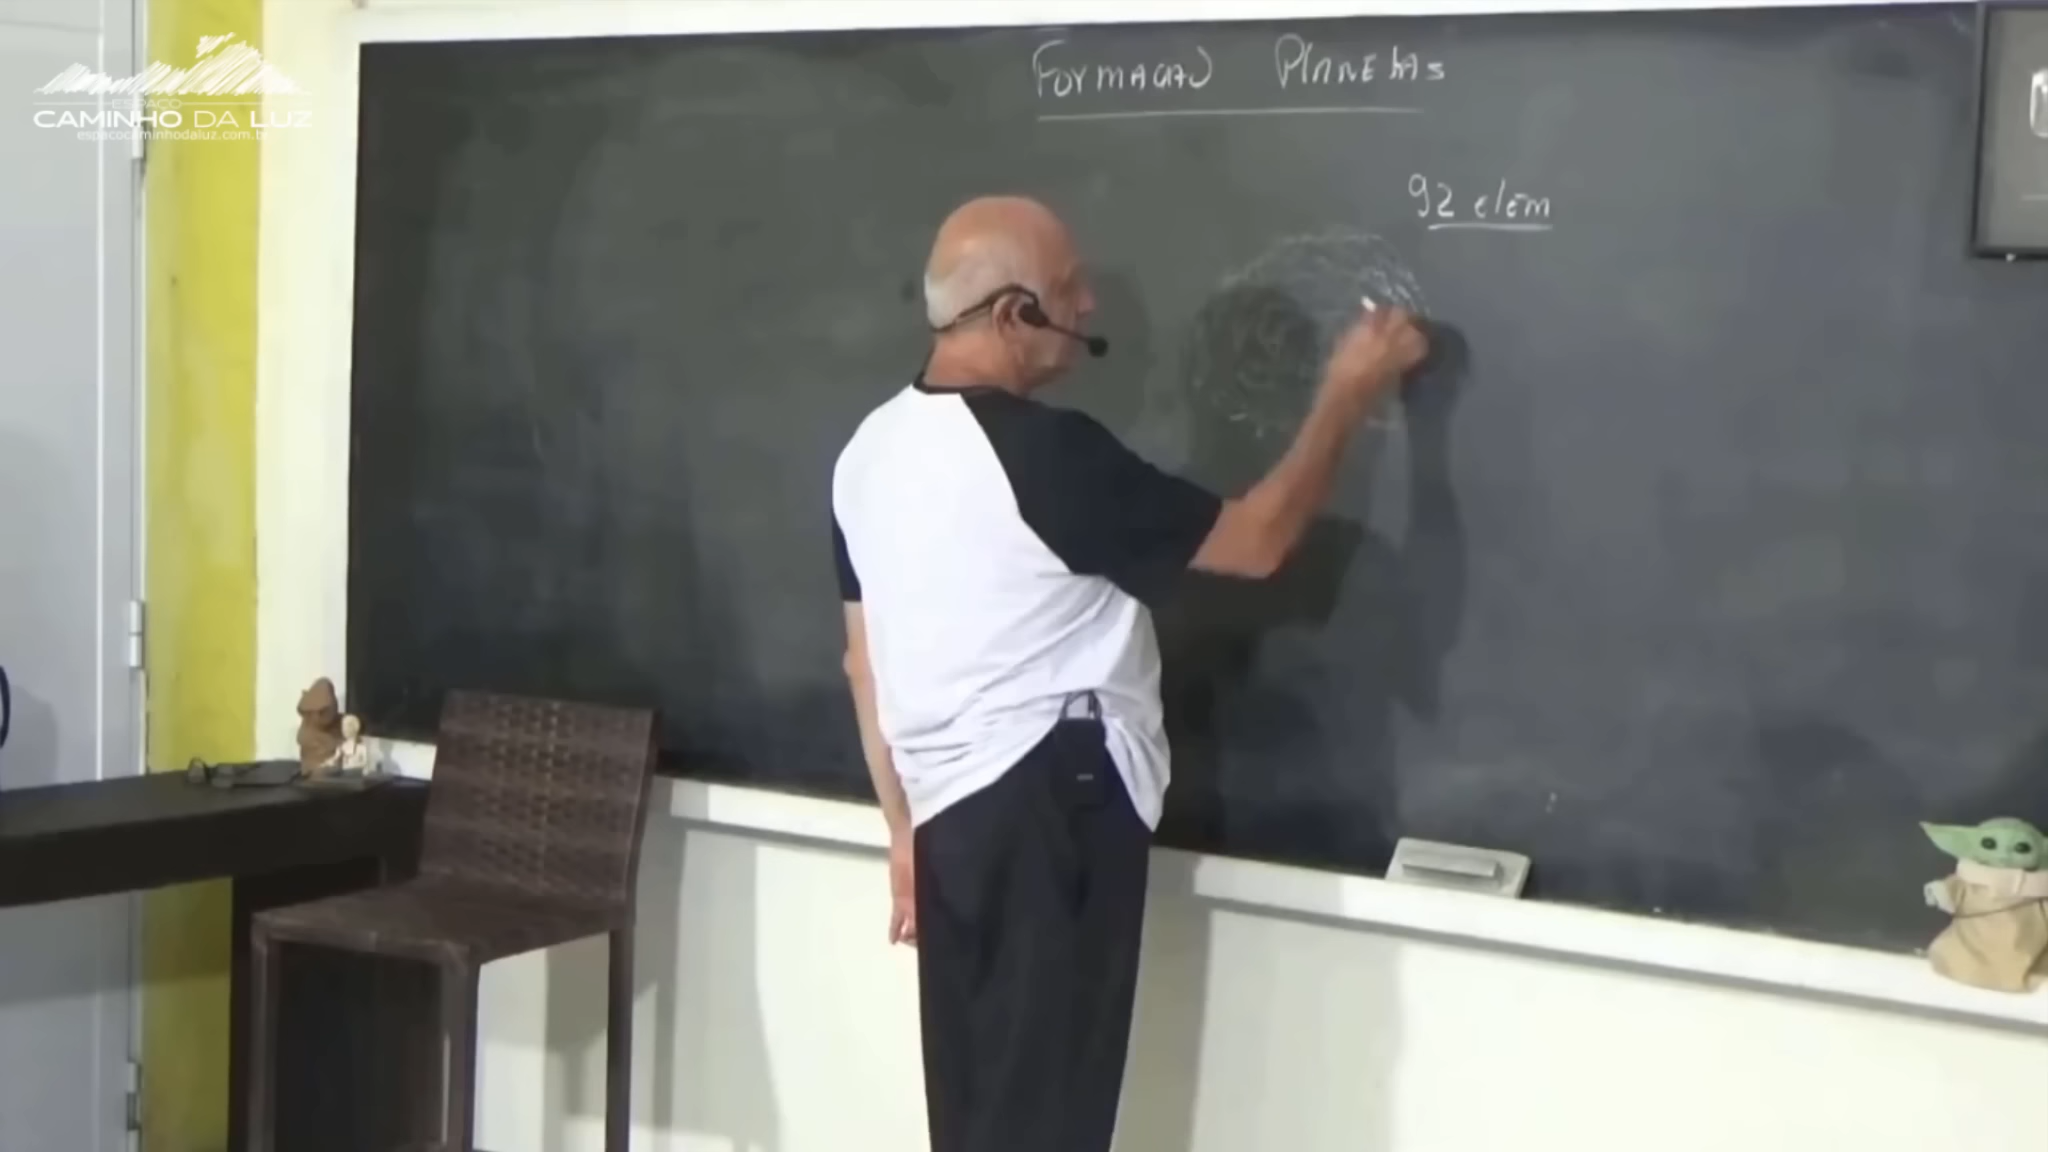 ESPAÇO
CAMINHO DA LUZ
espacocaminhodaluz.com.br
FORMAÇÃO PLANETAS
92 elem